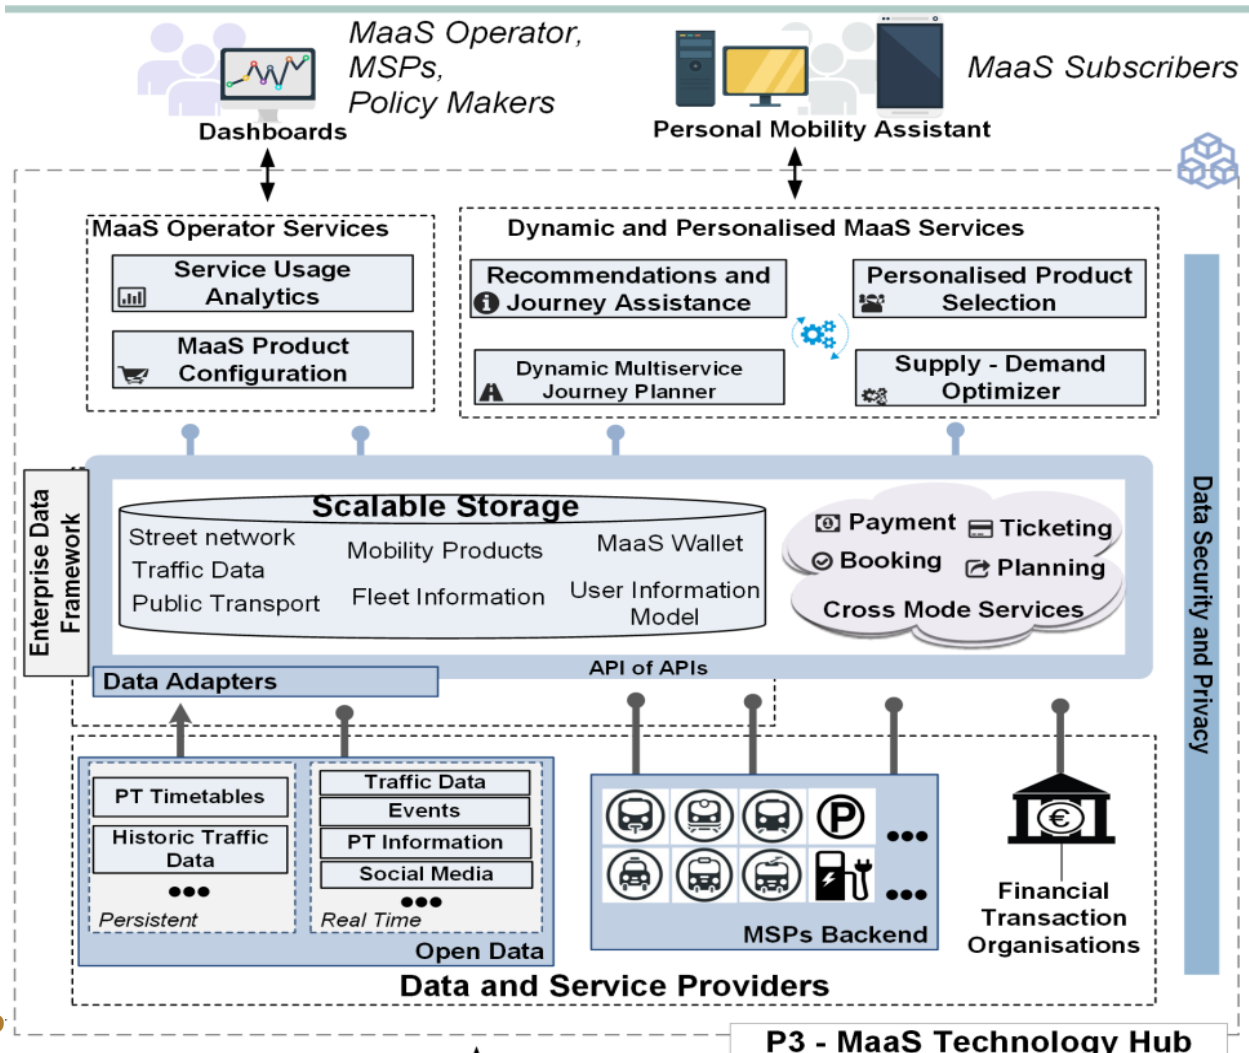 MaaS Operator,
MSPs,
Policy Makers
Dashboards
MaaS Subscribers
Personal Mobility Assistant
MaaS Operator Services
Service Usage
Analytics
MaaS Product
Configuration
Dynamic and Personalised MaaS Services
Recommendations and
Journey Assistance
Personalised Product
Selection
Dynamic Multiservice
Journey Planner
Supply - Demand
Optimizer
Enterprise Data
Framework
Scalable Storage
Street network
Traffic Data
Public Transport
Mobility Products
Fleet Information
MaaS Wallet
User Information
Model
Payment
Ticketing
Booking
Planning
Cross Mode Services
API of APIs
Data Adapters
Data Security and Privacy
PT Timetables
Historic Traffic
Data
Persistent
Traffic Data
Events
PT Information
Social Media
Real Time
Open Data
P
MSPs Backend
€
Financial
Transaction
Organisations
Data and Service Providers
P3 - MaaS Technology Hub